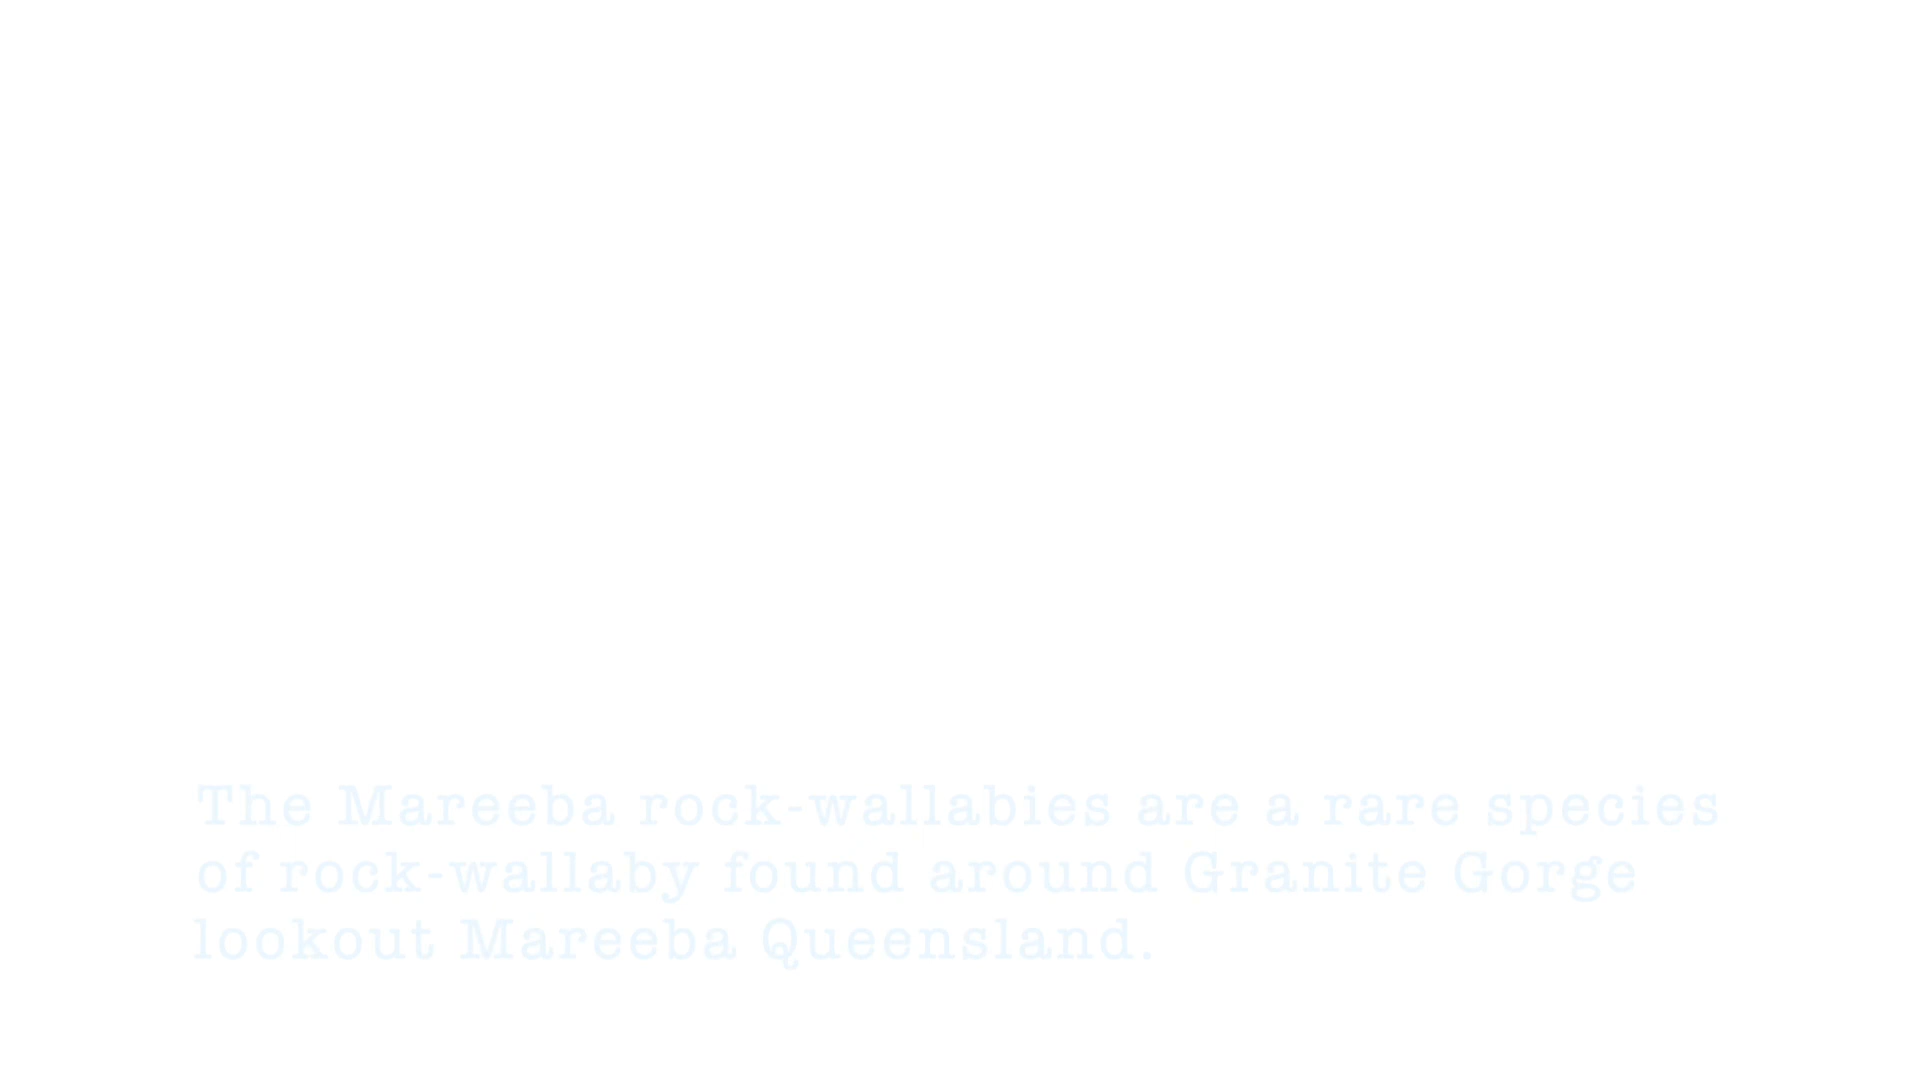 The Mareeba rock-wallabies are a rare species
of rock-wallaby found around Granite Gorge
lookout Mareeba Queensland.